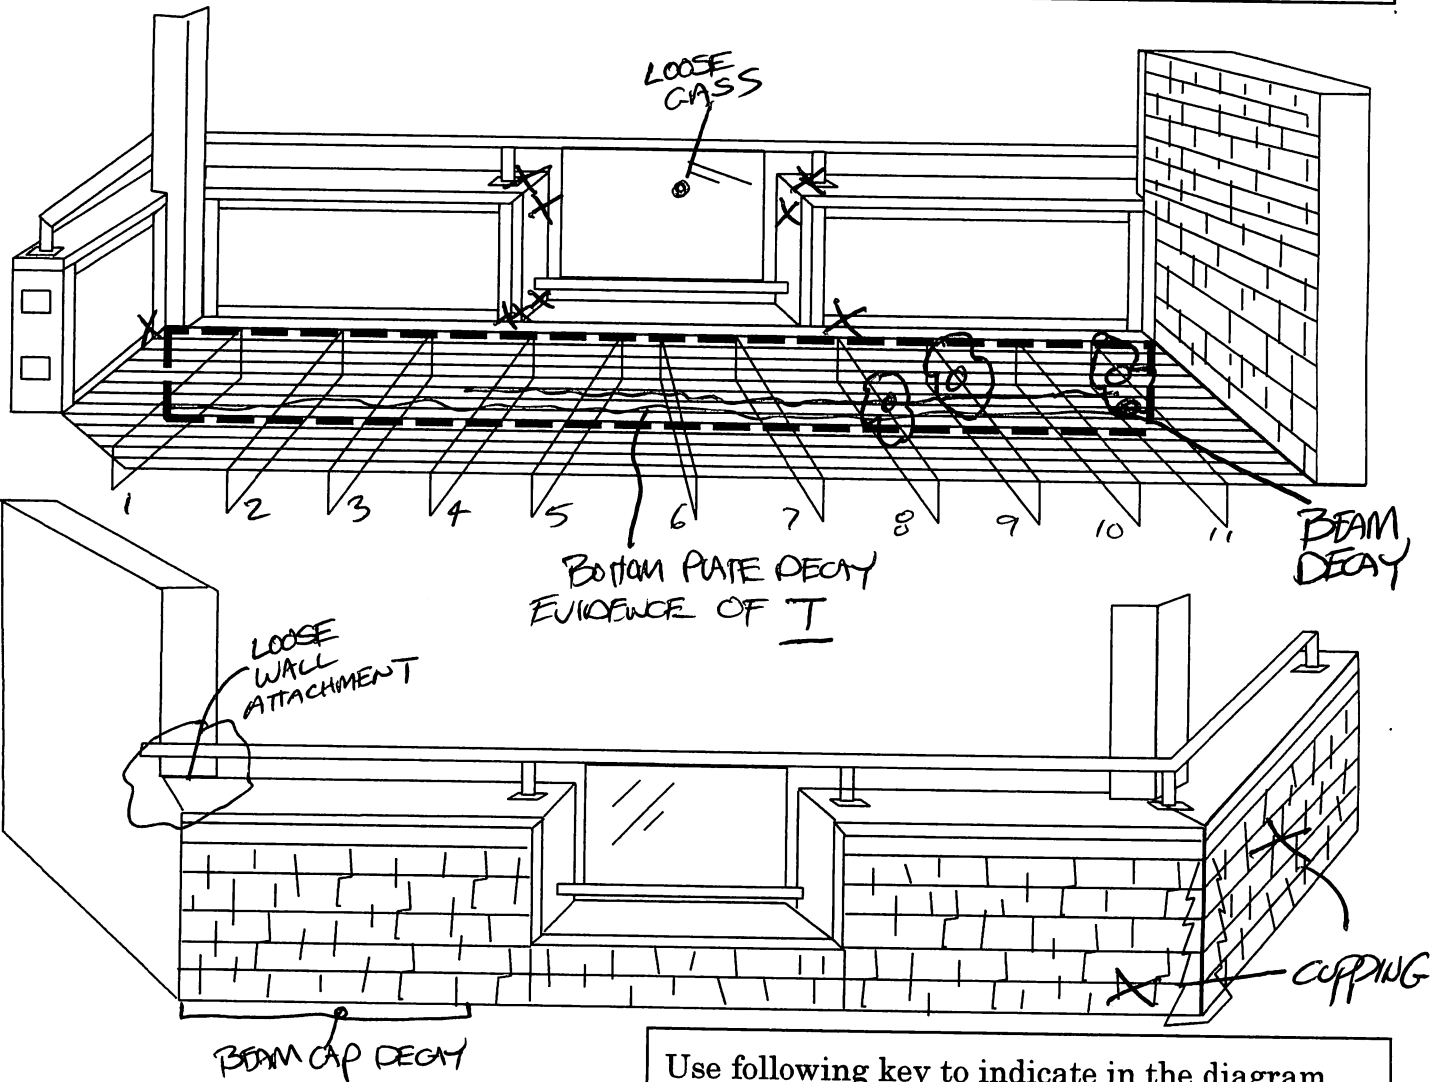 LOOSE
GASS
1 2 3 4 5 6 7 8 9 10 11
BEAM
DECAY
BOTTOM PLATE DECAY
EVIDENCE OF T
LOOSE
WALL
ATTACHMENT
CUPPING
BEAM CAP DECAY
Use following key to indicate in the diagram